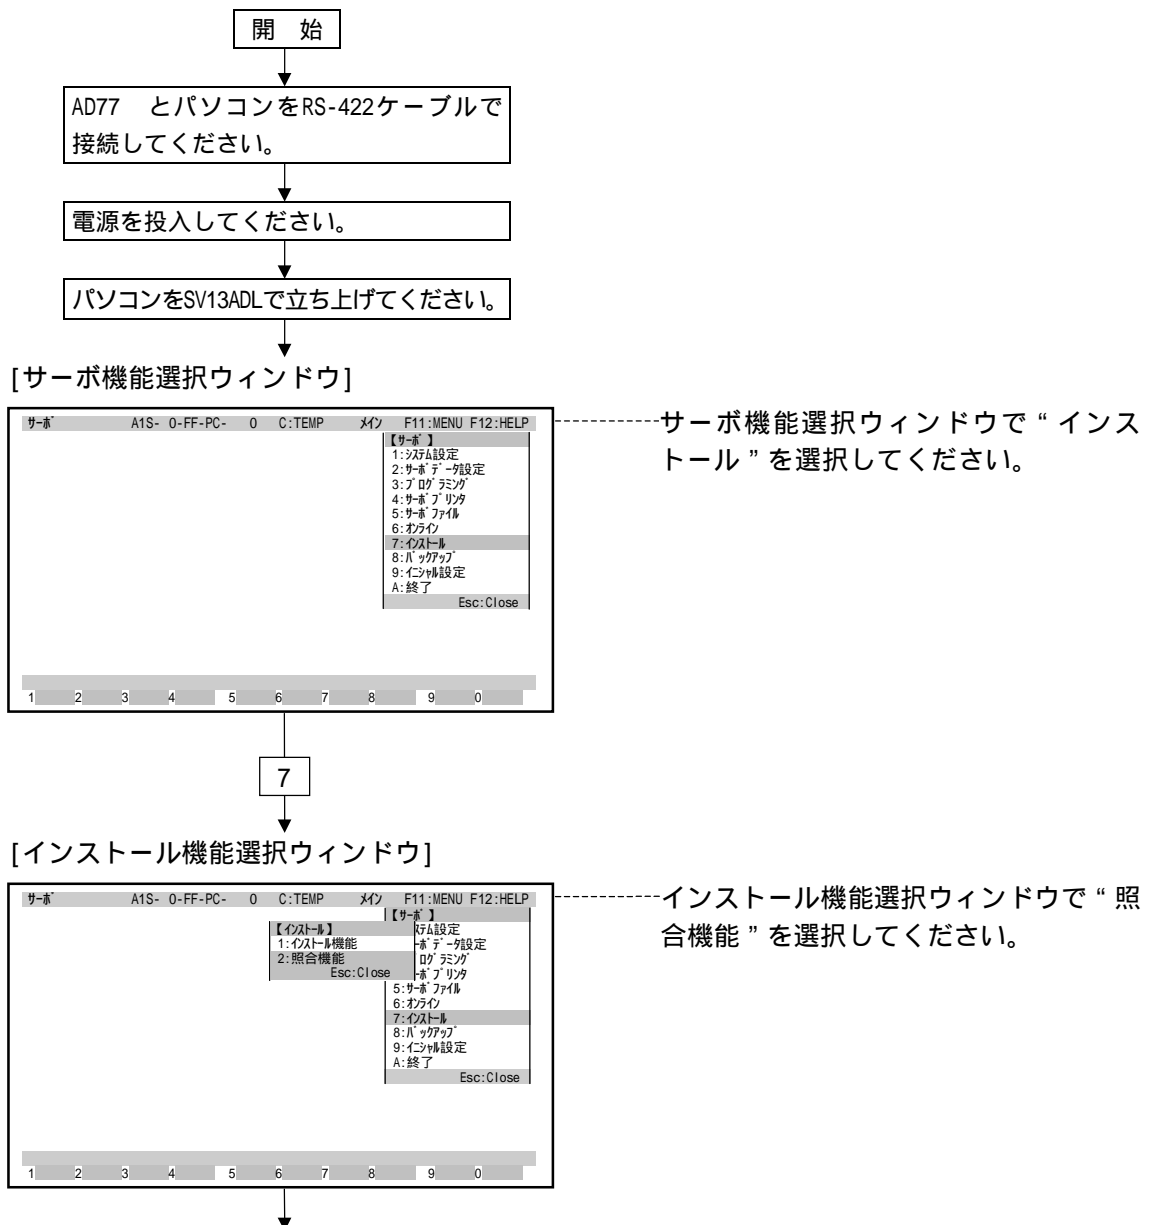 開 始
AD77 とパソコンをRS-422ケーブルで
接続してください。
電源を投入してください。
パソコンをSV13ADLで立ち上げてください。
[サーボ機能選択ウィンドウ]
ｻｰﾎﾞ A1S- 0-FF-PC- 0 C:TEMP ﾒｲﾝ F11:MENU F12:HELP
【ｻｰﾎﾞ】
1:ｼｽﾃﾑ設定
2:ｻｰﾎﾞﾃﾞｰﾀ設定
3:ﾌﾟﾛｸﾞﾗﾐﾝｸﾞ
4:ｻｰﾎﾞﾌﾟﾘﾝﾀ
5:ｻｰﾎﾞﾌｧｲﾙ
6:ｵﾝﾗｲﾝ
7:ｲﾝｽﾄｰﾙ
8:ﾊﾞｯｸｱｯﾌﾟ
9:ｲﾆｼｬﾙ設定
A:終了
Esc:Close
1 2 3 4 5 6 7 8 9 0
サーボ機能選択ウィンドウで“インス
トール”を選択してください。
7
[インストール機能選択ウィンドウ]
ｻｰﾎﾞ A1S- 0-FF-PC- 0 C:TEMP ﾒｲﾝ F11:MENU F12:HELP
【ｻｰﾎﾞ】
【ｲﾝｽﾄｰﾙ】 ｽﾃﾑ設定
1:ｲﾝｽﾄｰﾙ機能 ｰﾎﾞﾃﾞｰﾀ設定
2:照合機能 ﾛｸﾞﾗﾐﾝｸﾞ
Esc:Close ｰﾎﾞﾌﾟﾘﾝﾀ
5:ｻｰﾎﾞﾌｧｲﾙ
6:ｵﾝﾗｲﾝ
7:ｲﾝｽﾄｰﾙ
8:ﾊﾞｯｸｱｯﾌﾟ
9:ｲﾆｼｬﾙ設定
A:終了
Esc:Close
1 2 3 4 5 6 7 8 9 0
インストール機能選択ウィンドウで“照
合機能”を選択してください。